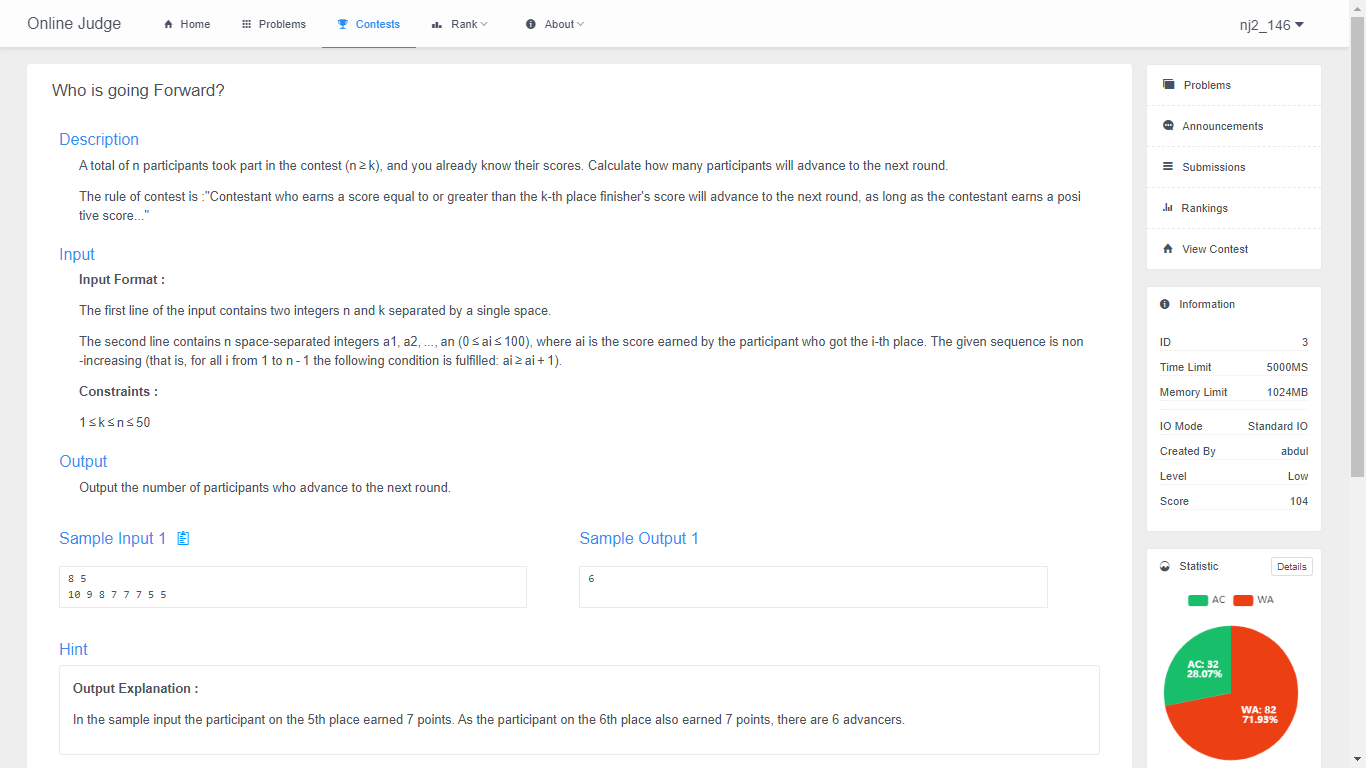 Online Judge
Home
Problems
Contests
Rank
About
nj2_146
Who is going Forward?
Description
A total of n participants took part in the contest (n ≥ k), and you already know their scores. Calculate how many participants will advance to the next round.
The rule of contest is :"Contestant who earns a score equal to or greater than the k-th place finisher's score will advance to the next round, as long as the contestant earns a posi
tive score..."
Input
Input Format :
The first line of the input contains two integers n and k separated by a single space.
The second line contains n space-separated integers a1, a2, ..., an (0 ≤ ai ≤ 100), where ai is the score earned by the participant who got the i-th place. The given sequence is non
-increasing (that is, for all i from 1 to n - 1 the following condition is fulfilled: ai ≥ ai + 1).
Constraints :
1 ≤ k ≤ n ≤ 50
Output
Output the number of participants who advance to the next round.
Sample Input 1
8 5
10 9 8 7 7 7 5 5
Sample Output 1
6
Hint
Output Explanation :
In the sample input the participant on the 5th place earned 7 points. As the participant on the 6th place also earned 7 points, there are 6 advancers.
Problems
Announcements
Submissions
Rankings
View Contest
Information
ID 3
Time Limit 5000MS
Memory Limit 1024MB
IO Mode Standard IO
Created By abdul
Level Low
Score 104
Statistic Details
AC WA
AC: 32
28.07%
WA: 82
71.93%